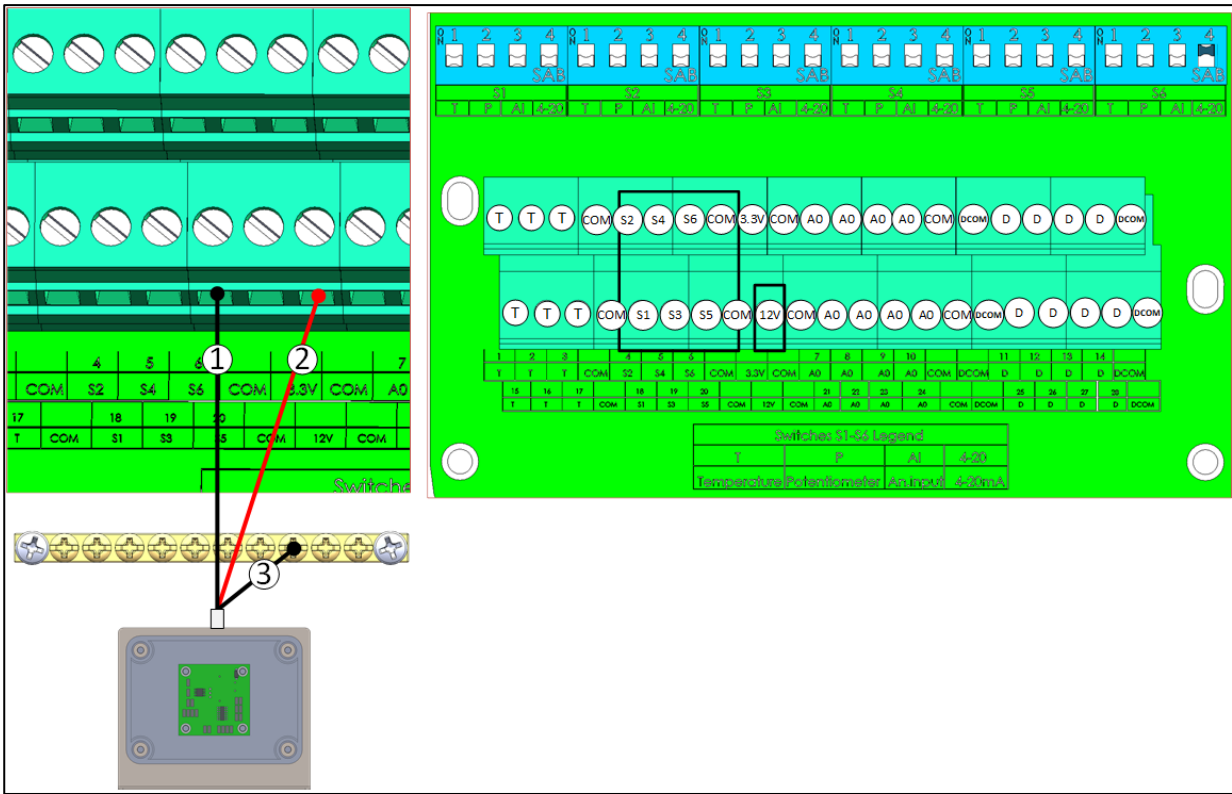 4 5 6 7
COM S2 S4 S6 COM 3.3V COM A0
17 18 19 20
T COM S1 S3 S5 COM 12V COM
Switche
1
2
3
ON 1 2 3 4 ON 1 2 3 4 ON 1 2 3 4 ON 1 2 3 4 ON 1 2 3 4 ON 1 2 3 4
SAB SAB SAB SAB SAB SAB
S1 S2 S3 S4 S5 S6
T P AI 4-20 T P AI 4-20 T P AI 4-20 T P AI 4-20 T P AI 4-20 T P AI 4-20
T T T COM S2 S4 S6 COM 3.3V COM A0 A0 A0 A0 COM DCOM D D D D DCOM
T T T COM S1 S3 S5 COM 12V COM A0 A0 A0 A0 COM DCOM D D D D DCOM
1 2 3 4 5 6 7 8 9 10 11 12 13 14
T T T COM S2 S4 S6 COM 3.3V COM A0 A0 A0 A0 COM DCOM D D D D DCOM
15 16 17 18 19 20 21 22 23 24 25 26 27 28
T T T COM S1 S3 S5 COM 12V COM A0 A0 A0 A0 COM DCOM D D D D DCOM
Switches S1-S6 Legend
T P AI 4-20
Temperature Potentiometer An.input 4-20mA